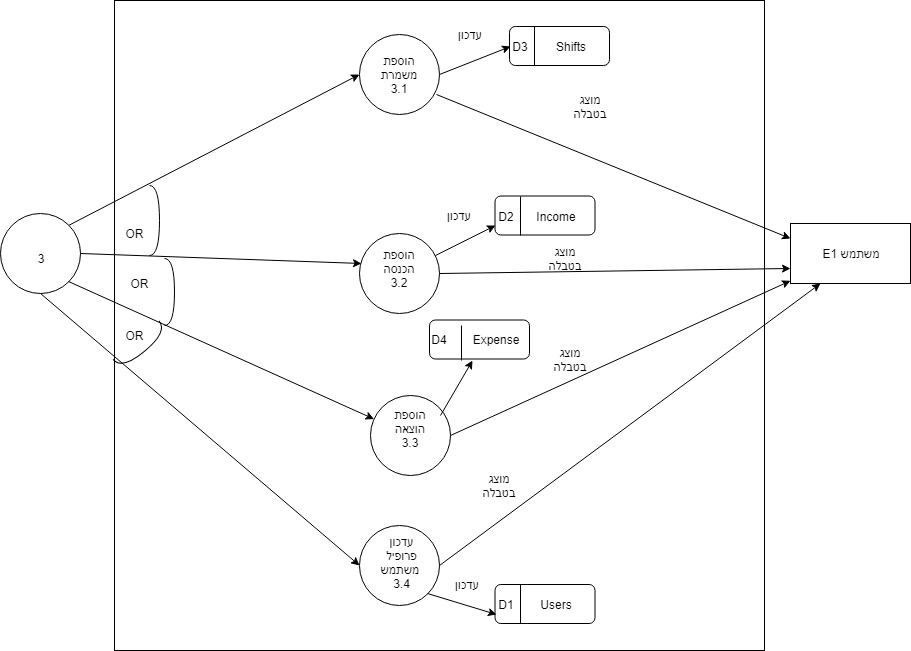 עדכון
D3 Shifts
הוספת
משמרת
3.1
מוצג
בטבלה
עדכון
D2 Income
OR
3
הוספת
הכנסה
3.2
מוצג
בטבלה
משתמש E1
OR
OR
D4 Expense
מוצג
בטבלה
הוספת
הוצאה
3.3
מוצג
בטבלה
עדכון
פרופיל
משתמש
3.4
עדכון
D1 Users